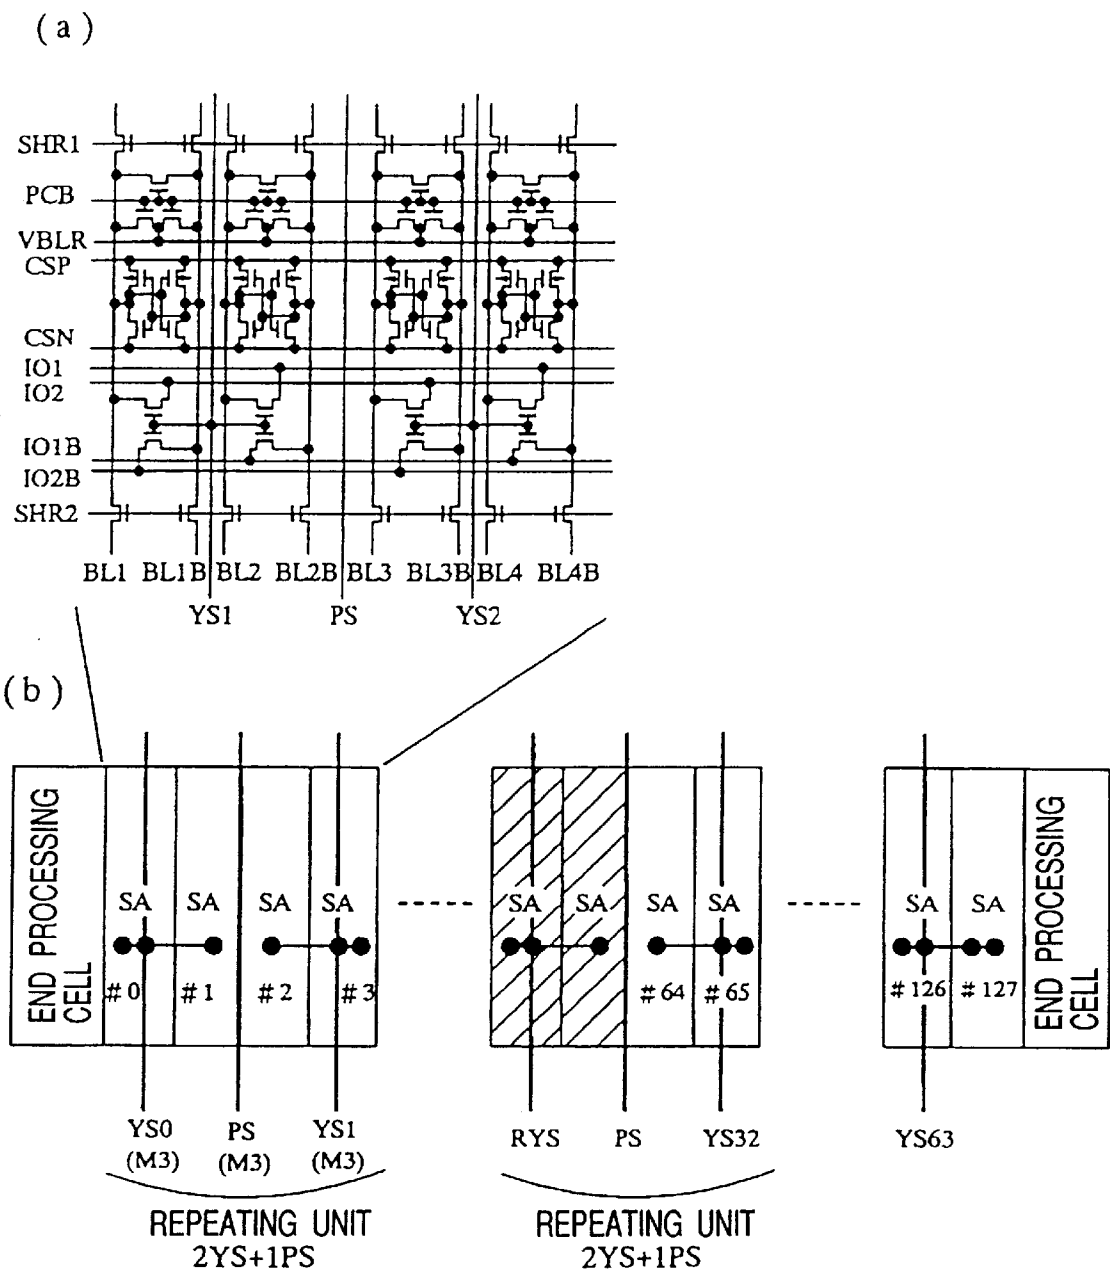 (a)
SHR1
PCB
VBLR
CSP
CSN
IO1
IO2
IO1B
IO2B
SHR2
BL1 BL1B BL2 BL2B BL3 BL3B BL4 BL4B
YS1 PS YS2
(b)
END PROCESSING CELL
SA SA SA SA SA SA SA SA SA SA
#0 #1 #2 #3 #64 #65 #126 #127
END PROCESSING CELL
YS0 PS YS1 RYS PS YS32 YS63
(M3) (M3) (M3)
REPEATING UNIT REPEATING UNIT
2YS+1PS 2YS+1PS